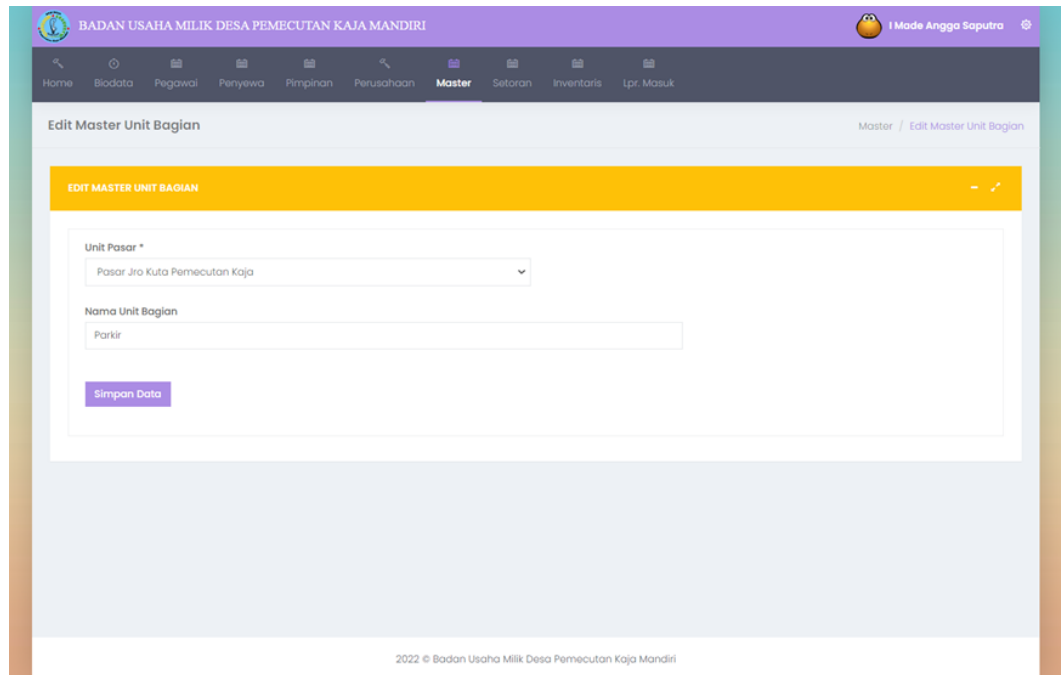 BADAN USAHA MILIK DESA PEMECUTAN KAJA MANDIRI
I Made Angga Saputra
Home Biodata Pegawai Penyewa Pimpinan Perusahaan Master Setoran Inventaris Lpr. Masuk
Edit Master Unit Bagian
Master / Edit Master Unit Bagian
EDIT MASTER UNIT BAGIAN
Unit Pasar *
Pasar Jro Kuta Pemecutan Kaja
Nama Unit Bagian
Parkir
Simpan Data
2022 © Badan Usaha Milik Desa Pemecutan Kaja Mandiri